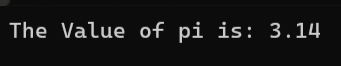 The Value of pi is: 3.14